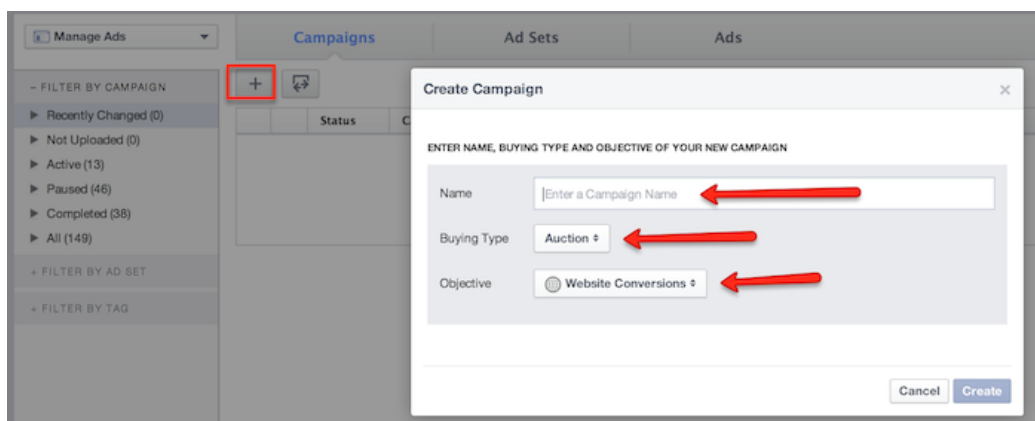 Manage Ads
Campaigns
Ad Sets
Ads
– FILTER BY CAMPAIGN
Recently Changed (0)
Not Uploaded (0)
Active (13)
Paused (46)
Completed (38)
All (149)
+ FILTER BY AD SET
+ FILTER BY TAG
+
Status
C
Create Campaign
ENTER NAME, BUYING TYPE AND OBJECTIVE OF YOUR NEW CAMPAIGN
Name
Enter a Campaign Name
Buying Type
Auction
Objective
Website Conversions
Cancel
Create